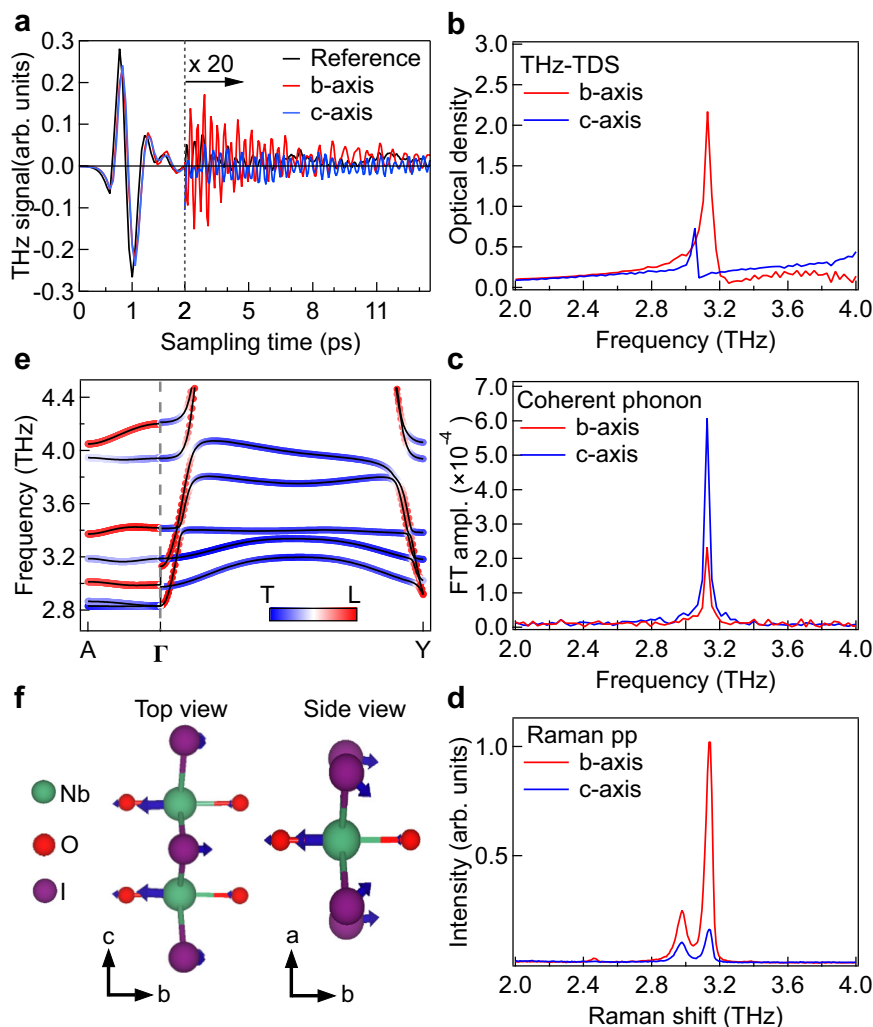 a
THz signal(arb. units)
0.3
0.2
0.1
0.0
-0.1
-0.2
-0.3
x 20
Reference
b-axis
c-axis
0 1 2 5 8 11
Sampling time (ps)
b
Optical density
3.0
2.5
2.0
1.5
1.0
0.5
0.0
THz-TDS
b-axis
c-axis
2.0 2.4 2.8 3.2 3.6 4.0
Frequency (THz)
e
Frequency (THz)
4.4
4.0
3.6
3.2
2.8
T L
A Γ Y
c
FT ampl. (×10⁻⁴)
7.0
6.0
5.0
4.0
3.0
2.0
1.0
0.0
Coherent phonon
b-axis
c-axis
2.0 2.4 2.8 3.2 3.6 4.0
Frequency (THz)
f
Top view Side view
Nb
O
I
c
b
a
b
d
Intensity (arb. units)
1.0
0.5
Raman pp
b-axis
c-axis
2.0 2.4 2.8 3.2 3.6 4.0
Raman shift (THz)